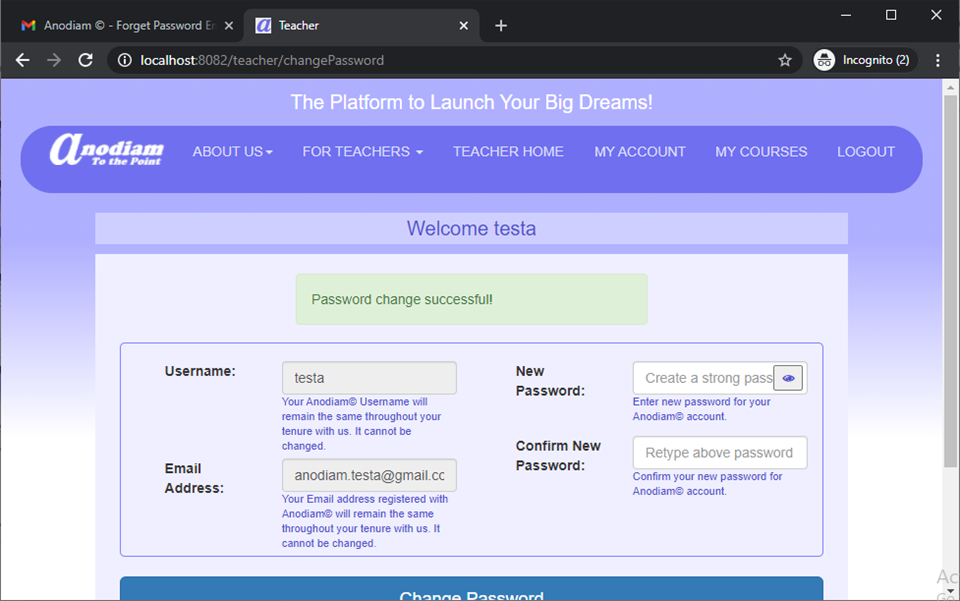 Anodiam © - Forget Password
Teacher
localhost:8082/teacher/changePassword
Incognito (2)
The Platform to Launch Your Big Dreams!
anodiam
To the Point
ABOUT US
FOR TEACHERS
TEACHER HOME
MY ACCOUNT
MY COURSES
LOGOUT
Welcome testa
Password change successful!
Username:
testa
Your Anodiam© Username will
remain the same throughout your
tenure with us. It cannot be
changed.
Email
Address:
anodiam.testa@gmail.cc
Your Email address registered with
Anodiam© will remain the same
throughout your tenure with us. It
cannot be changed.
New
Password:
Create a strong pass
Enter new password for your
Anodiam© account.
Confirm New
Password:
Retype above password
Confirm your new password for
Anodiam© account.
Change Password